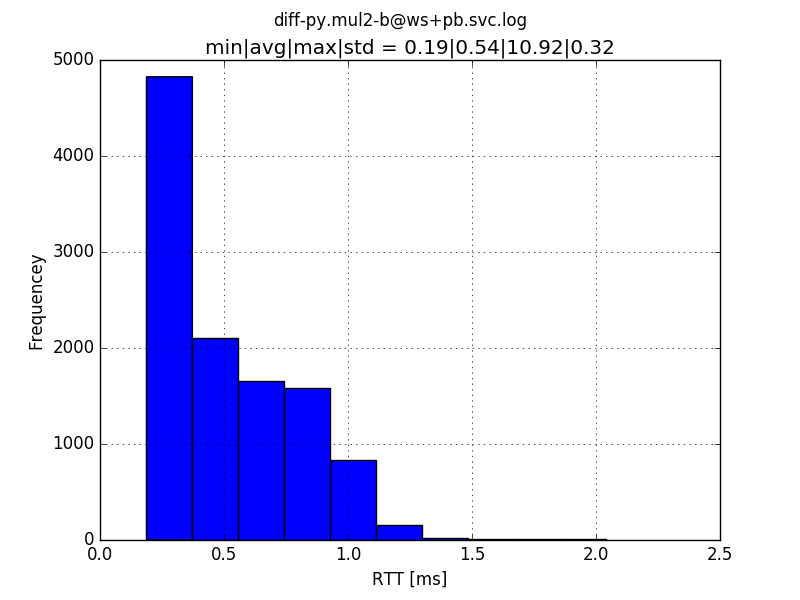 diff-py.mul2-b@ws+pb.svc.log
min|avg|max|std = 0.19|0.54|10.92|0.32
5000
4000
3000
2000
1000
0
Frequencey
0.0 0.5 1.0 1.5 2.0 2.5
RTT [ms]